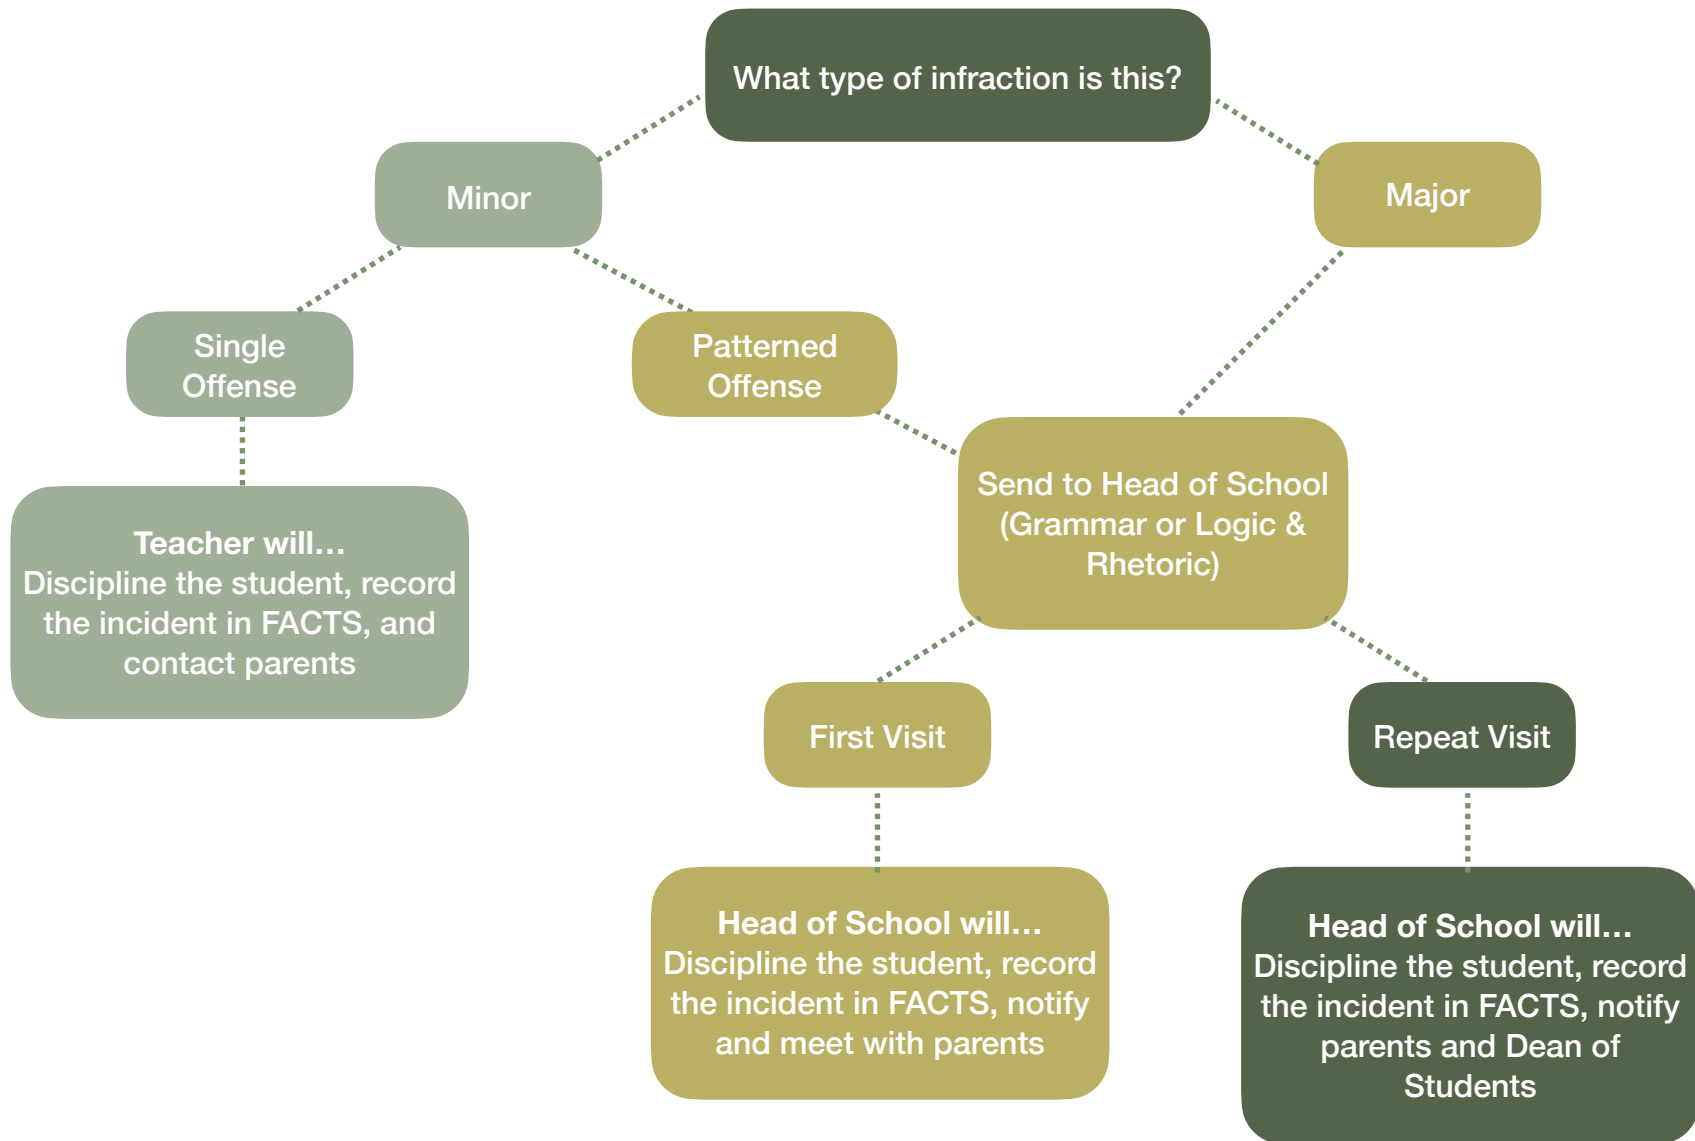 What type of infraction is this?
Minor
Major
Single
Offense
Patterned
Offense
Teacher will...
Discipline the student, record
the incident in FACTS, and
contact parents
Send to Head of School
(Grammar or Logic &
Rhetoric)
First Visit
Repeat Visit
Head of School will...
Discipline the student, record
the incident in FACTS, notify
and meet with parents
Head of School will...
Discipline the student, record
the incident in FACTS, notify
parents and Dean of
Students